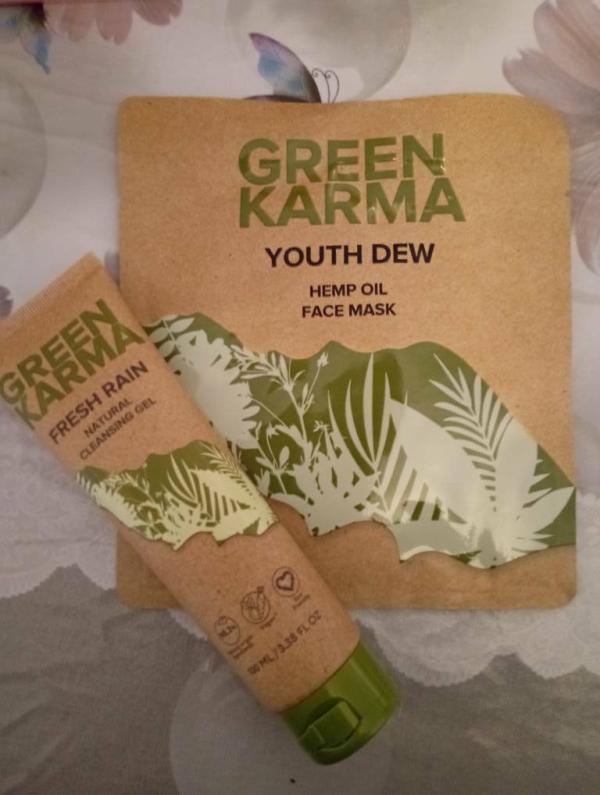 GREEN
KARMA
YOUTH DEW
HEMP OIL
FACE MASK
GREEN
KARMA
FRESH RAIN
NATURAL
CLEANSING GEL
100 ML / 3.38 FL OZ